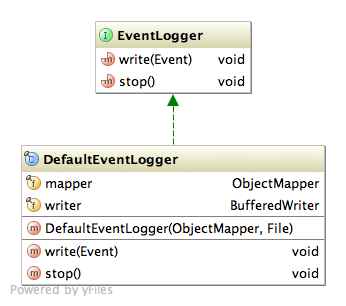 EventLogger
write(Event) void
stop() void
DefaultEventLogger
mapper ObjectMapper
writer BufferedWriter
DefaultEventLogger(ObjectMapper, File)
write(Event) void
stop() void
Powered by yFiles